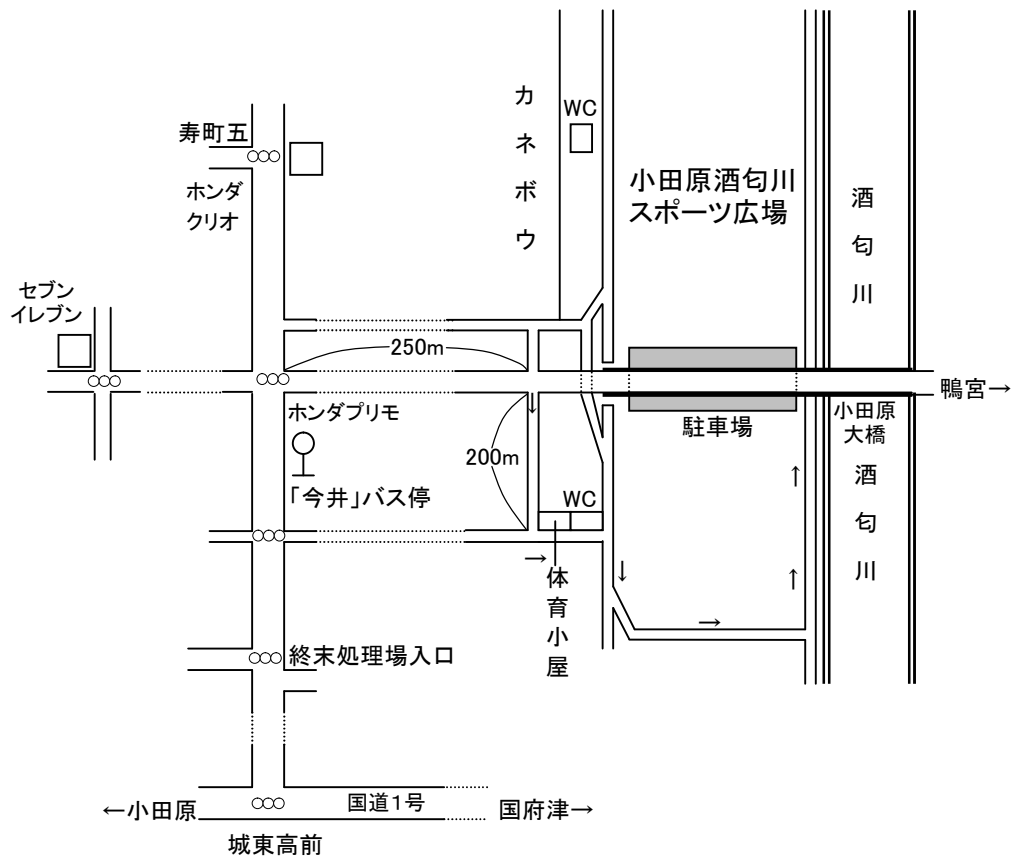 カネボウ
WC
寿町五
ホンダ
クリオ
小田原酒匂川
スポーツ広場
酒匂川
セブン
イレブン
250m
鴨宮→
ホンダプリモ
駐車場
小田原
大橋
200m
「今井」バス停
WC
酒匂川
体育小屋
終末処理場入口
←小田原
国道1号
国府津→
城東高前